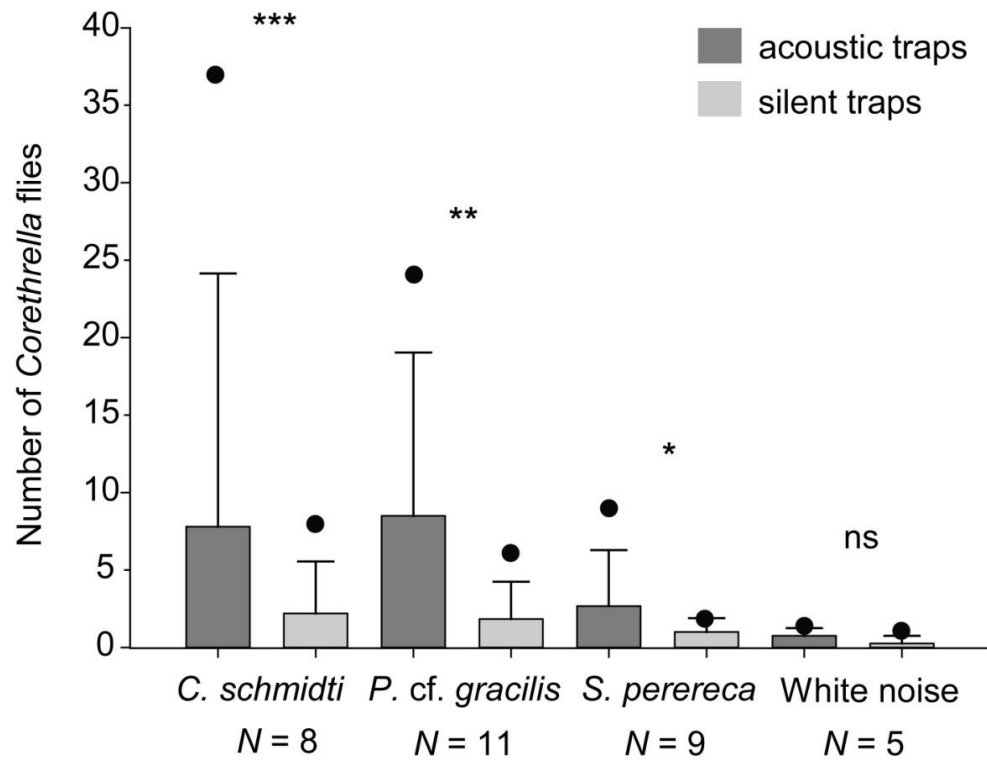 Number of Corethrella flies
40
35
30
25
20
15
10
5
0
***
**
*
ns
acoustic traps
silent traps
C. schmidti P. cf. gracilis S. perereca White noise
N = 8 N = 11 N = 9 N = 5